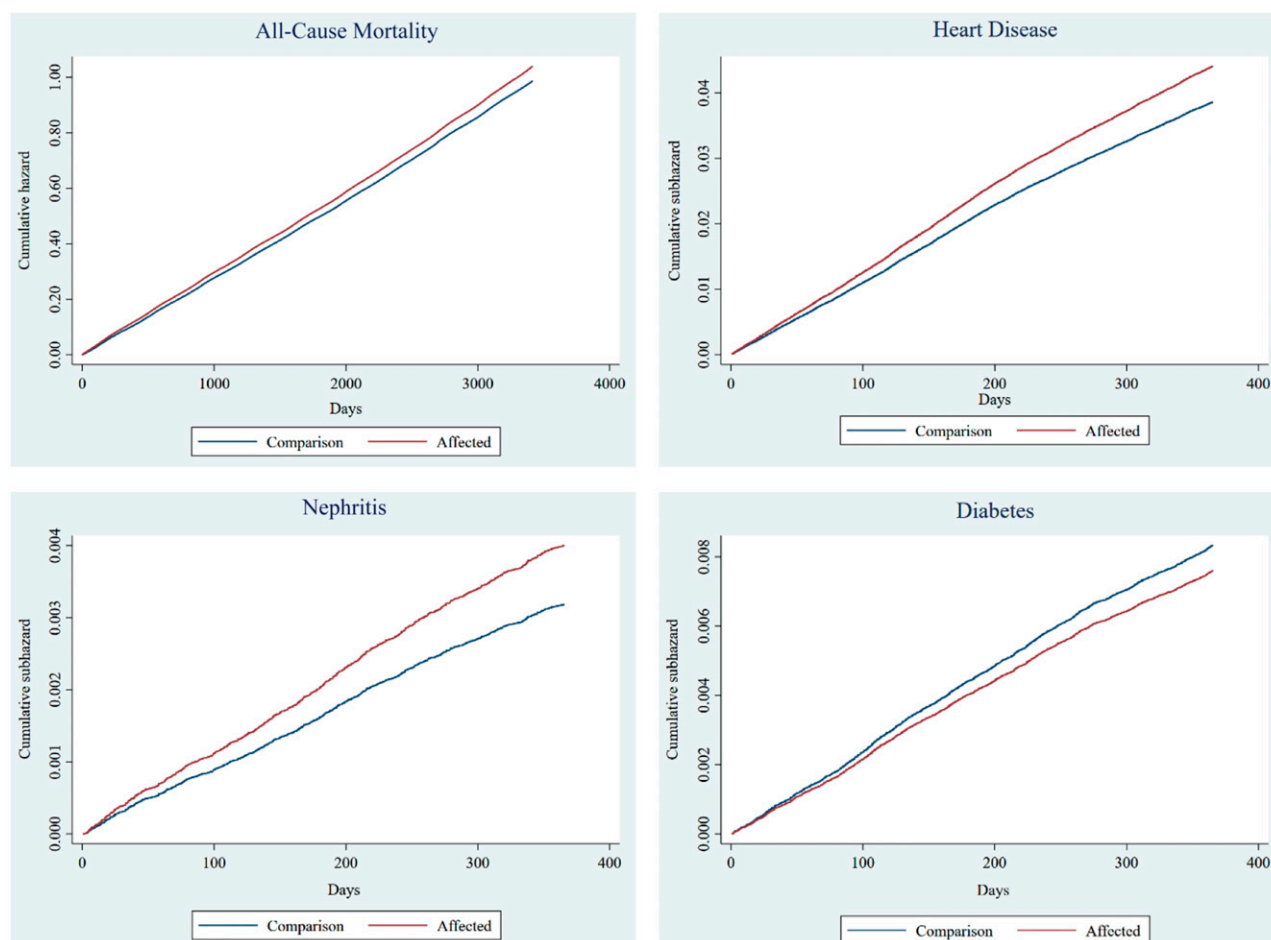 All-Cause Mortality
Cumulative hazard
1.00
0.80
0.60
0.40
0.20
0.00
0 1000 2000 3000 4000
Days
Comparison Affected
Heart Disease
Cumulative subhazard
0.04
0.03
0.02
0.01
0.00
0 100 200 300 400
Days
Comparison Affected
Nephritis
Cumulative subhazard
0.004
0.003
0.002
0.001
0.000
0 100 200 300 400
Days
Comparison Affected
Diabetes
Cumulative subhazard
0.008
0.006
0.004
0.002
0.000
0 100 200 300 400
Days
Comparison Affected